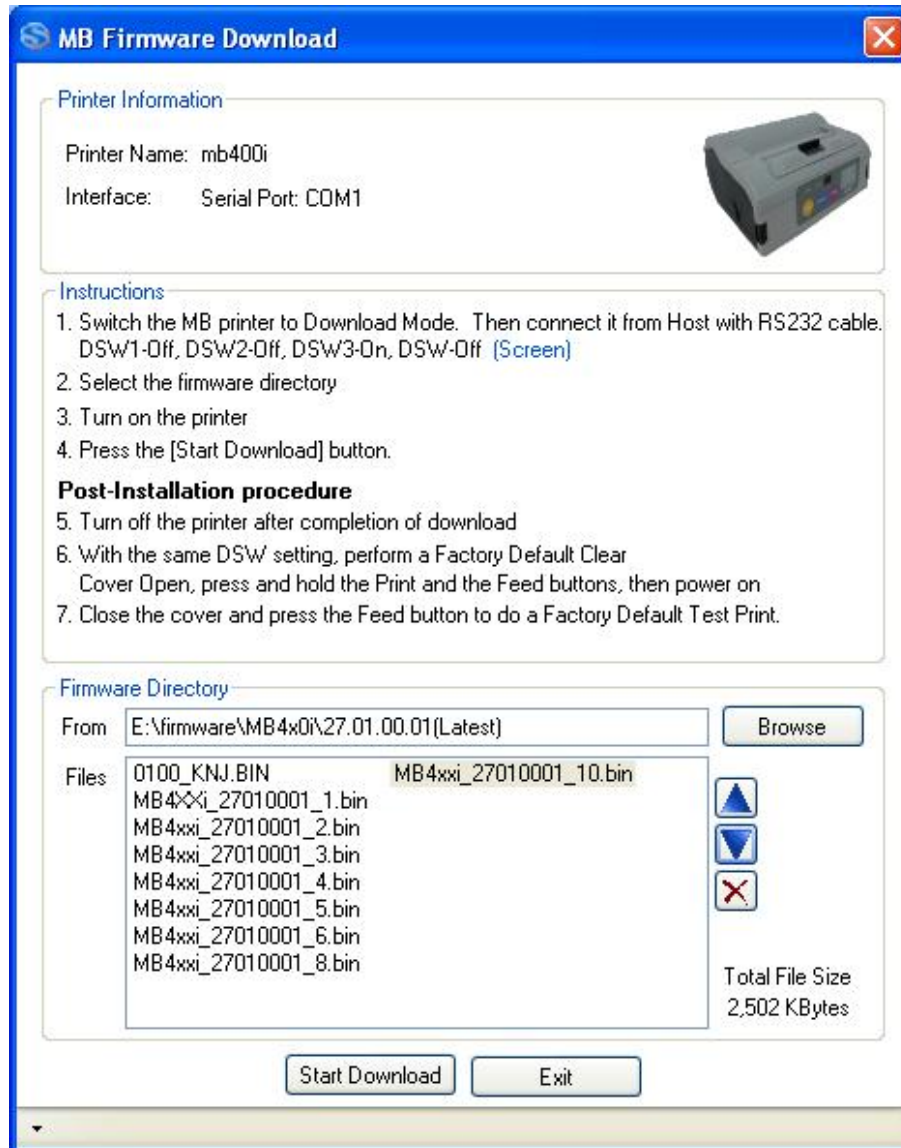 MB Firmware Download
Printer Information
Printer Name: mb400i
Interface: Serial Port: COM1
Instructions
1. Switch the MB printer to Download Mode. Then connect it from Host with RS232 cable.
DSW1-Off, DSW2-Off, DSW3-On, DSW-Off (Screen)
2. Select the firmware directory
3. Turn on the printer
4. Press the [Start Download] button.
Post-Installation procedure
5. Turn off the printer after completion of download
6. With the same DSW setting, perform a Factory Default Clear
Cover Open, press and hold the Print and the Feed buttons, then power on
7. Close the cover and press the Feed button to do a Factory Default Test Print.
Firmware Directory
From E:\firmware\MB4x0i\27.01.00.01(Latest) Browse
Files 0100_KNJ.BIN MB4xxi_27010001_10.bin
MB4XXi_27010001_1.bin
MB4xxi_27010001_2.bin
MB4xxi_27010001_3.bin
MB4xxi_27010001_4.bin
MB4xxi_27010001_5.bin
MB4xxi_27010001_6.bin
MB4xxi_27010001_8.bin
Total File Size
2,502 KBytes
Start Download Exit